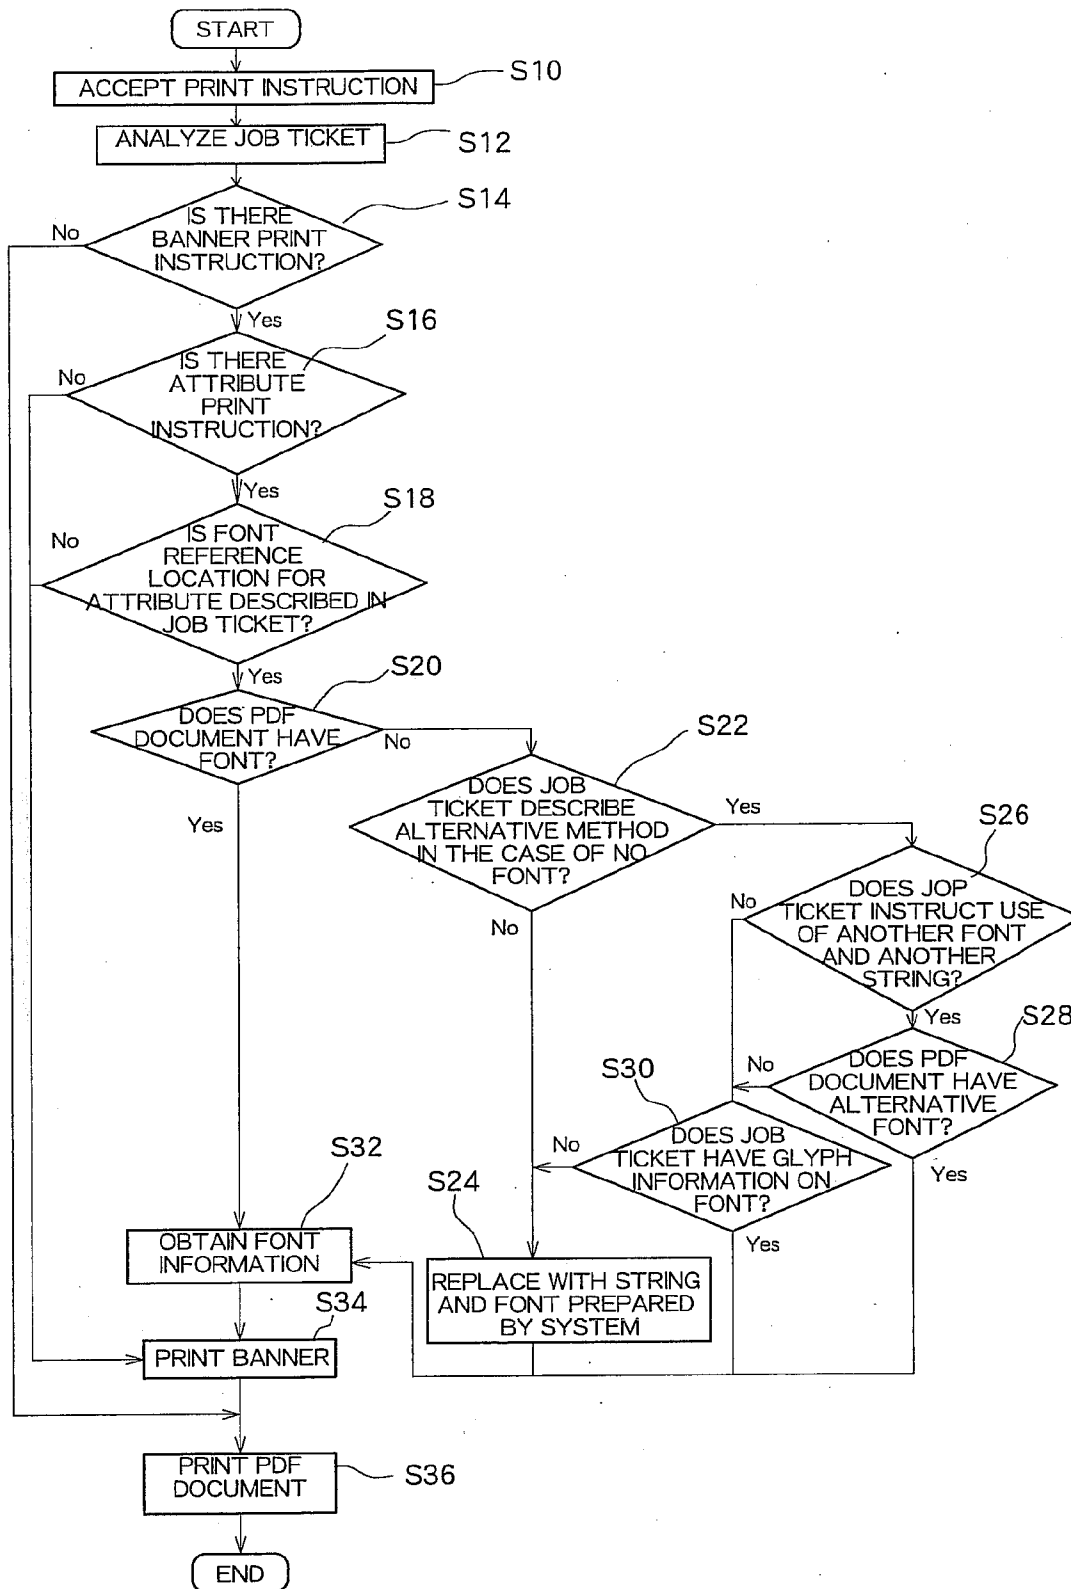 START
ACCEPT PRINT INSTRUCTION
S10
ANALYZE JOB TICKET
S12
IS THERE
BANNER PRINT
INSTRUCTION?
S14
No
Yes
IS THERE
ATTRIBUTE
PRINT
INSTRUCTION?
S16
No
Yes
IS FONT
REFERENCE
LOCATION FOR
ATTRIBUTE DESCRIBED IN
JOB TICKET?
S18
No
Yes
DOES PDF
DOCUMENT HAVE
FONT?
S20
No
Yes
DOES JOB
TICKET DESCRIBE
ALTERNATIVE METHOD
IN THE CASE OF NO
FONT?
S22
Yes
No
DOES JOP
TICKET INSTRUCT USE
OF ANOTHER FONT
AND ANOTHER
STRING?
S26
No
Yes
DOES PDF
DOCUMENT HAVE
ALTERNATIVE
FONT?
S28
No
Yes
DOES JOB
TICKET HAVE GLYPH
INFORMATION ON
FONT?
S30
No
Yes
REPLACE WITH STRING
AND FONT PREPARED
BY SYSTEM
S24
OBTAIN FONT
INFORMATION
S32
PRINT BANNER
S34
PRINT PDF
DOCUMENT
S36
END